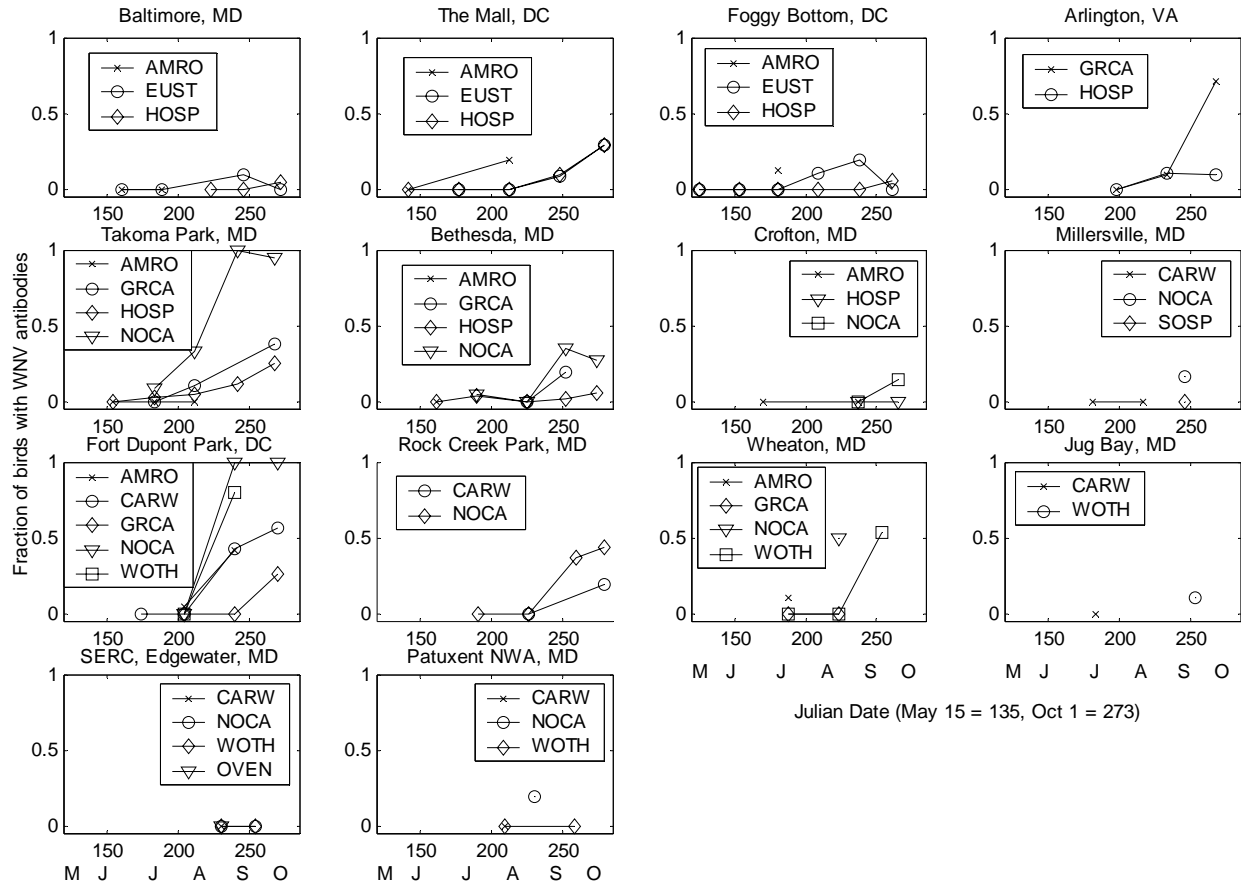 Baltimore, MD
The Mall, DC
Foggy Bottom, DC
Arlington, VA
1
0.5
0
AMRO
EUST
HOSP
150 200 250
1
0.5
0
AMRO
EUST
HOSP
150 200 250
1
0.5
0
AMRO
EUST
HOSP
150 200 250
1
0.5
0
GRCA
HOSP
150 200 250
Fraction of birds with WNV antibodies
Takoma Park, MD
Bethesda, MD
Crofton, MD
Millersville, MD
1
0.5
0
AMRO
GRCA
HOSP
NOCA
150 200 250
1
0.5
0
AMRO
GRCA
HOSP
NOCA
150 200 250
1
0.5
0
AMRO
HOSP
NOCA
150 200 250
1
0.5
0
CARW
NOCA
SOSP
150 200 250
Fort Dupont Park, DC
Rock Creek Park, MD
Wheaton, MD
Jug Bay, MD
1
0.5
0
AMRO
CARW
GRCA
NOCA
WOTH
150 200 250
1
0.5
0
CARW
NOCA
150 200 250
1
0.5
0
AMRO
GRCA
NOCA
WOTH
150 200 250
M J J A S O
1
0.5
0
CARW
WOTH
150 200 250
M J J A S O
Julian Date (May 15 = 135, Oct 1 = 273)
SERC, Edgewater, MD
Patuxent NWA, MD
1
0.5
0
CARW
NOCA
WOTH
OVEN
150 200 250
M J J A S O
1
0.5
0
CARW
NOCA
WOTH
150 200 250
M J J A S O